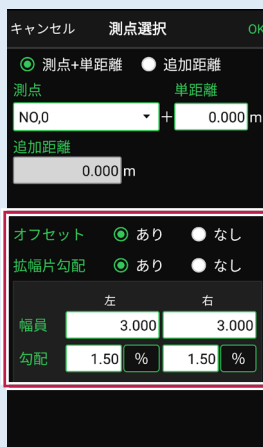 キャンセル 測点選択 OK
測点+単距離 追加距離
測点 単距離
NO,0 + 0.000 m
追加距離
0.000 m
オフセット あり なし
拡幅片勾配 あり なし
左 右
幅員 3.000 3.000
勾配 1.50 % 1.50 %